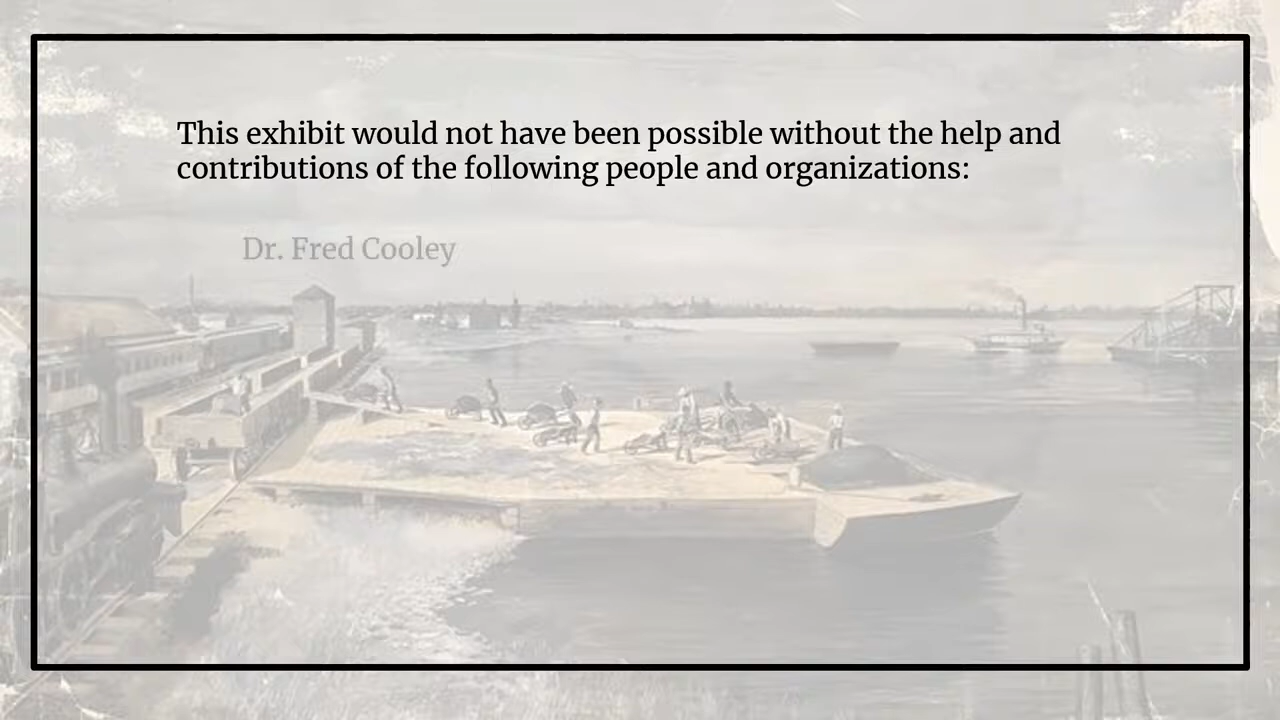 This exhibit would not have been possible without the help and
contributions of the following people and organizations:
Dr. Fred Cooley